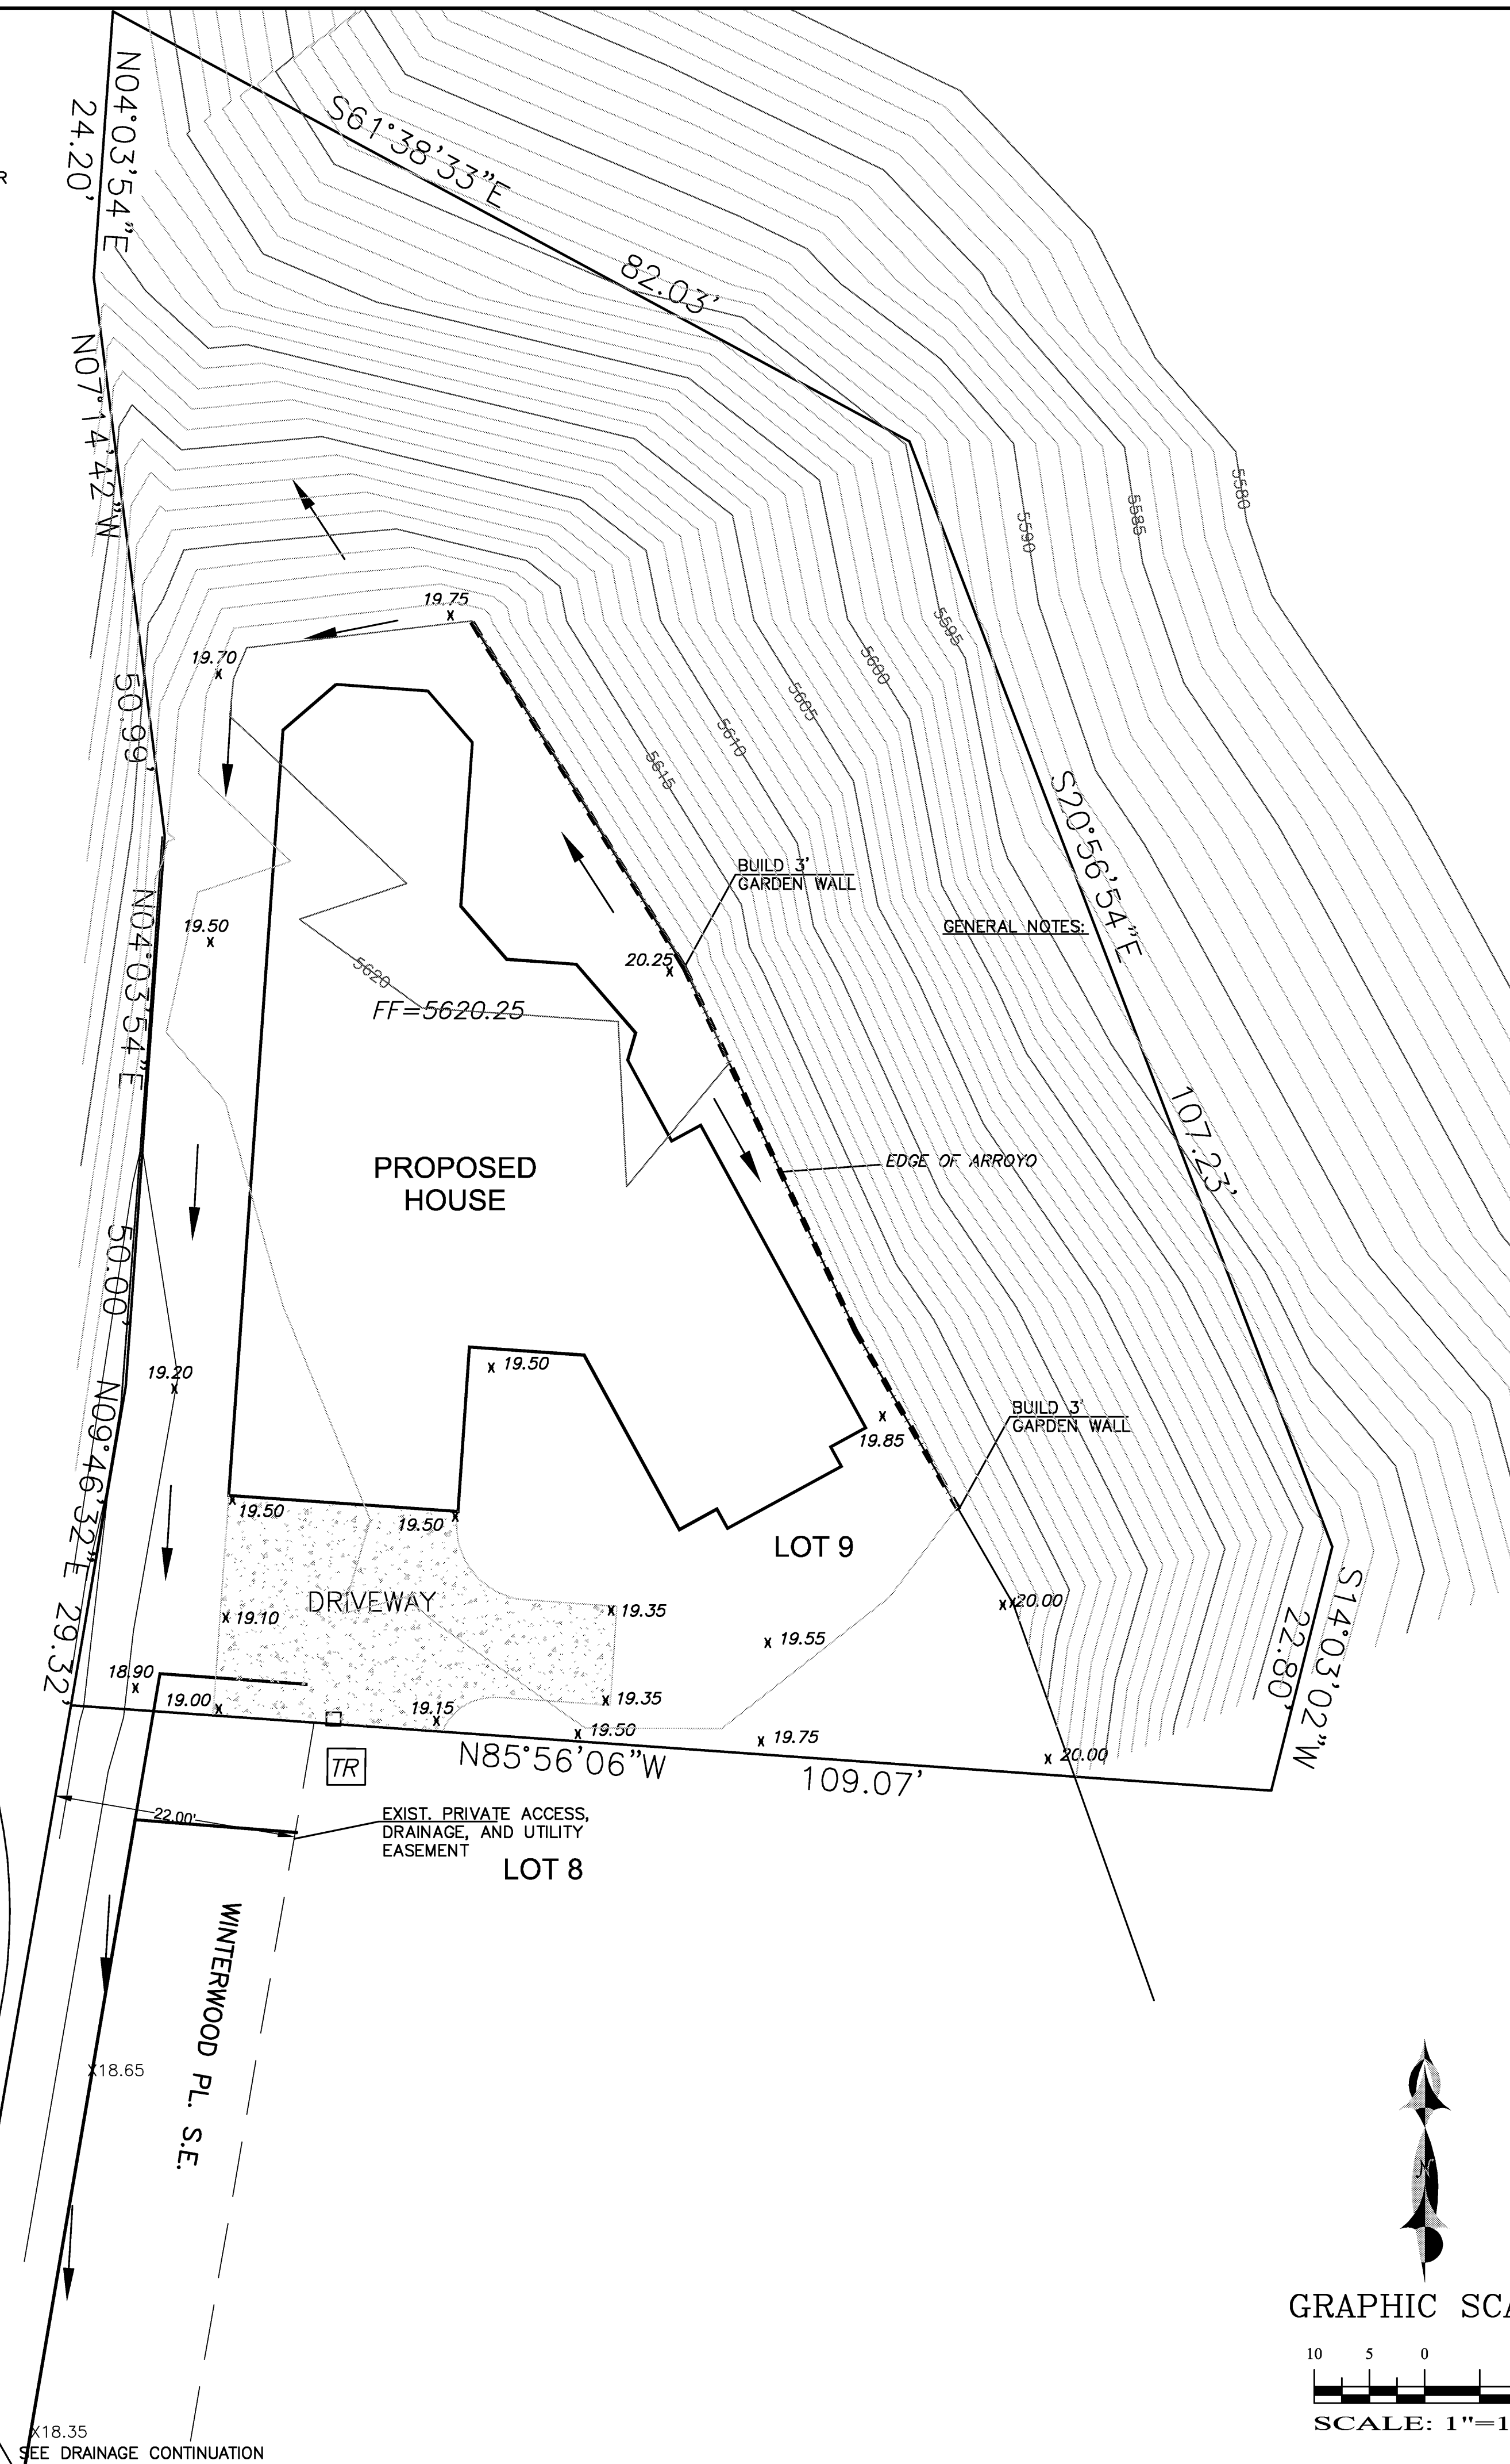 N04°03'54"E
24.20'
R
S61°38'33"E
82.03'
N07°14'42"W
50.99'
5580
5585
5590
5595
5600
5605
5610
5615
19.75
19.70
BUILD 3'
GARDEN WALL
S20°56'54"E
107.23'
GENERAL NOTES:
N04°03'54"E
50.00'
19.50
20.25
5620
FF=5620.25
EDGE OF ARROYO
PROPOSED
HOUSE
19.20
19.50
N09°46'32"E 29.32'
BUILD 3'
GARDEN WALL
19.85
19.50
19.50
LOT 9
DRIVEWAY
19.10
19.35
20.00
19.55
S14°03'02"W
22.80'
18.90
19.00
19.15
19.35
19.50
19.75
20.00
TR
N85°56'06"W
109.07'
22.00'
EXIST. PRIVATE ACCESS,
DRAINAGE, AND UTILITY
EASEMENT
LOT 8
WINTERWOOD PL. S.E.
X18.65
N
GRAPHIC SCA
10 5 0
SCALE: 1"=1
X18.35
SEE DRAINAGE CONTINUATION